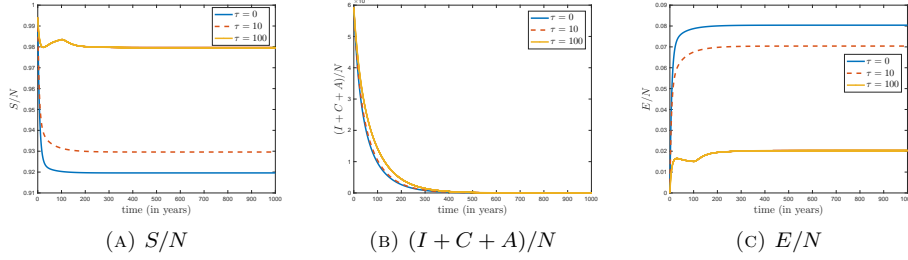 1
0.99
0.98
0.97
0.96
0.95
0.94
0.93
0.92
0.91
S/N
0 100 200 300 400 500 600 700 800 900 1000
time (in years)
τ = 0
τ = 10
τ = 100
(A) S/N
6
5
4
3
2
1
0
(I + C + A)/N
0 100 200 300 400 500 600 700 800 900 1000
time (in years)
τ = 0
τ = 10
τ = 100
(B) (I + C + A)/N
0.09
0.08
0.07
0.06
0.05
0.04
0.03
0.02
0.01
0
E/N
0 100 200 300 400 500 600 700 800 900 1000
time (in years)
τ = 0
τ = 10
τ = 100
(C) E/N